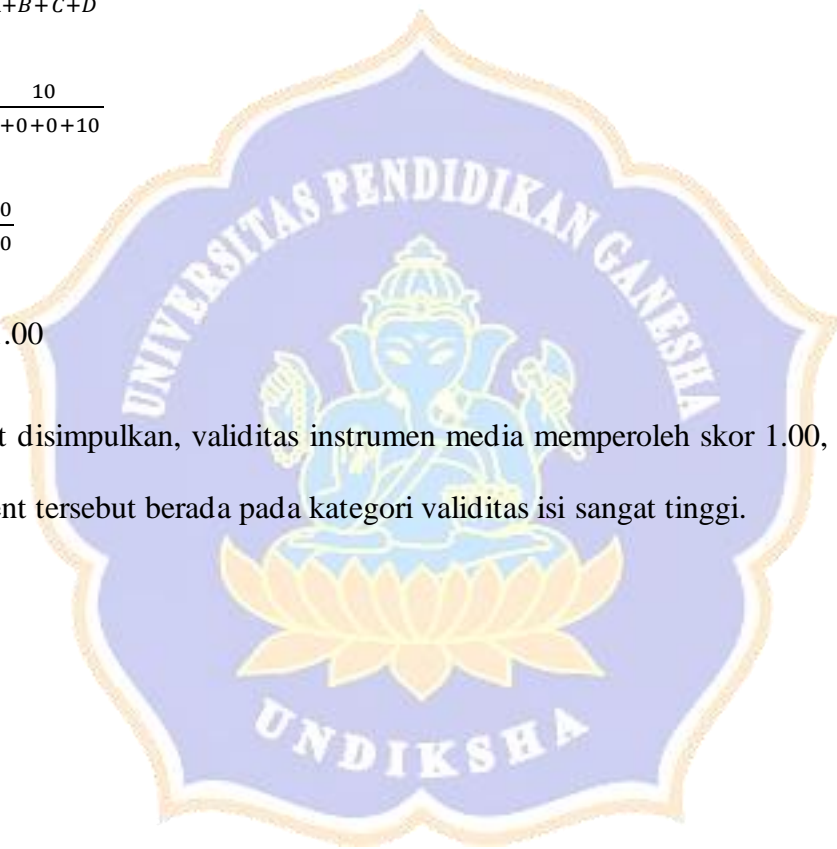 +B+C+D
10
+0+0+10
0
0
.00
UNIVERSITAS PENDIDIKAN GANESHA
t disimpulkan, validitas instrumen media memperoleh skor 1.00,
ent tersebut berada pada kategori validitas isi sangat tinggi.
UNDIKSHA